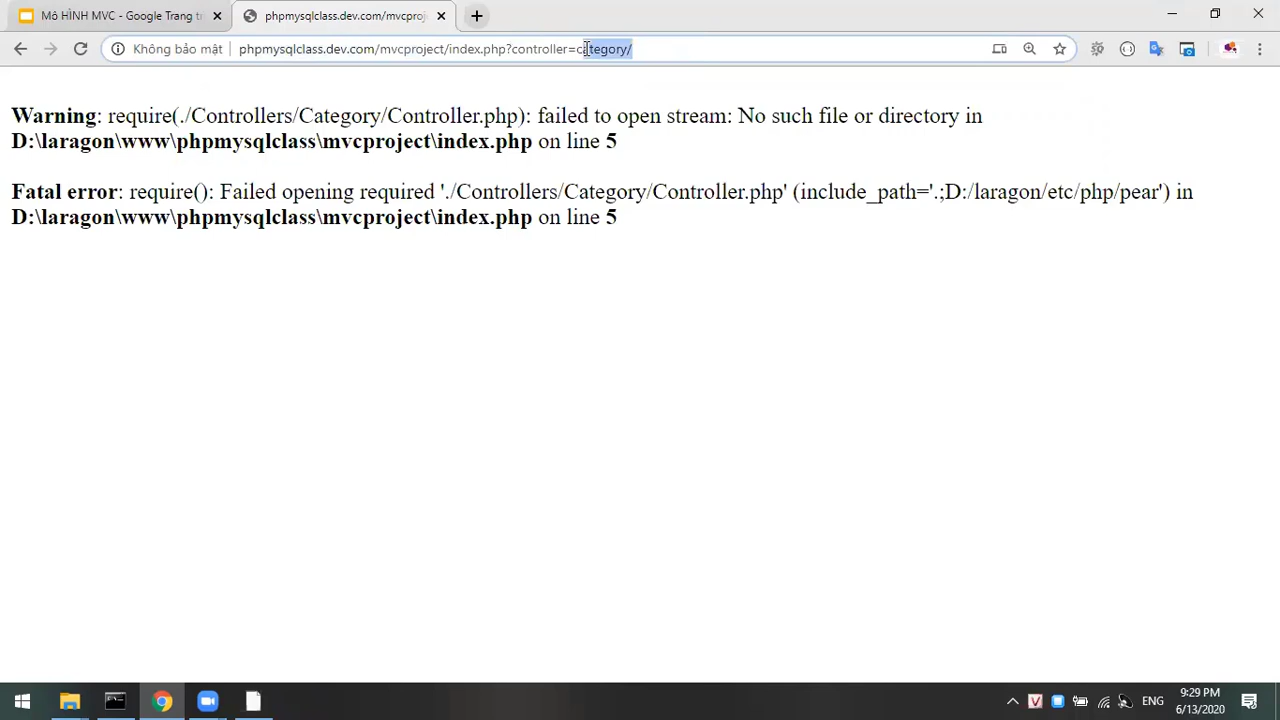 Mô HÌNH MVC - Google Trang t
phpmysqlclass.dev.com/mvcproj
Không bảo mật
phpmysqlclass.dev.com/mvcproject/index.php?controller=category/
Warning: require(./Controllers/Category/Controller.php): failed to open stream: No such file or directory in
D:\laragon\www\phpmysqlclass\mvcproject\index.php on line 5
Fatal error: require(): Failed opening required './Controllers/Category/Controller.php' (include_path='.;D:/laragon/etc/php/pear') in
D:\laragon\www\phpmysqlclass\mvcproject\index.php on line 5
ENG
9:29 PM
6/13/2020